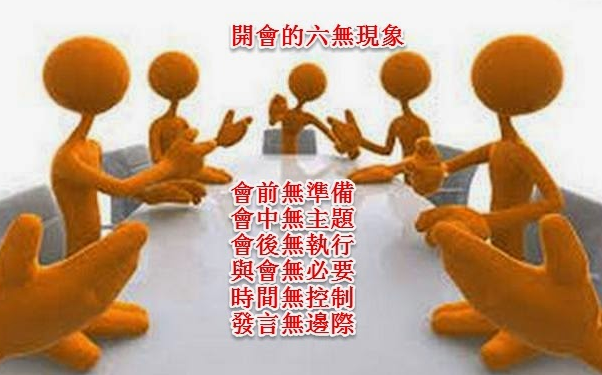 開會的六無現象
會前無準備
會中無主題
會後無執行
與會無必要
時間無控制
發言無邊際